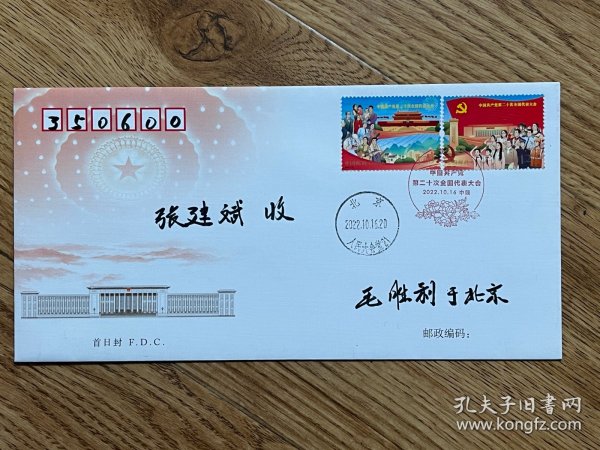 350600
中国共产党第二十次全国代表大会
中国共产党第二十次全国代表大会
中国共产党
第二十次全国代表大会
2022.10.16 中国
北京
2022.10.16.20
张建斌 收
毛胜利于北京
邮政编码：
首日封 F.D.C.
孔夫子旧书网
www.kongfz.com